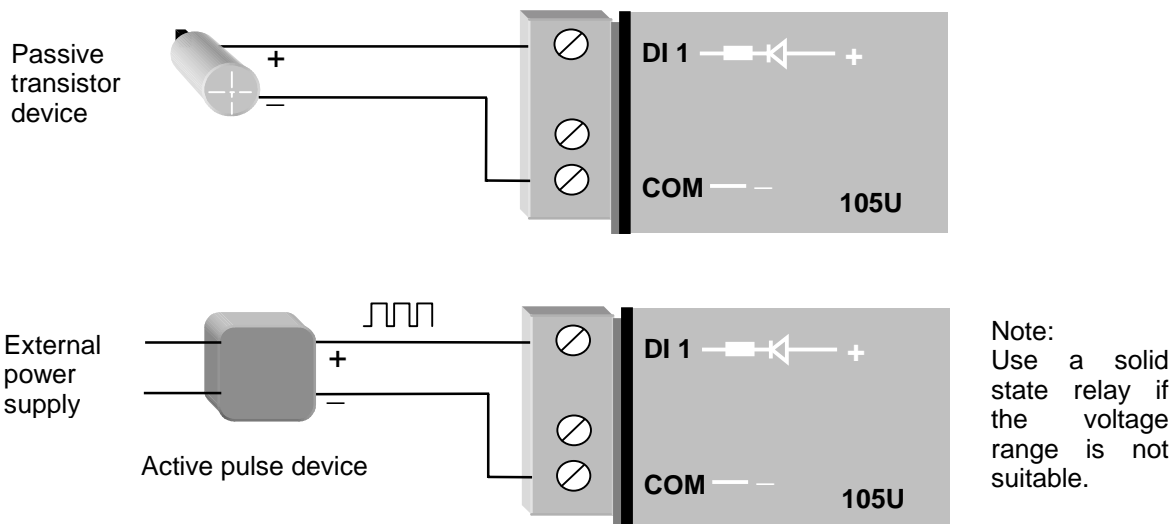 Passive
transistor
device
+
_
DI 1
+
COM
–
105U
External
power
supply
+
_
Active pulse device
DI 1
+
COM
–
105U
Note:
Use a solid
state relay if
the voltage
range is not
suitable.